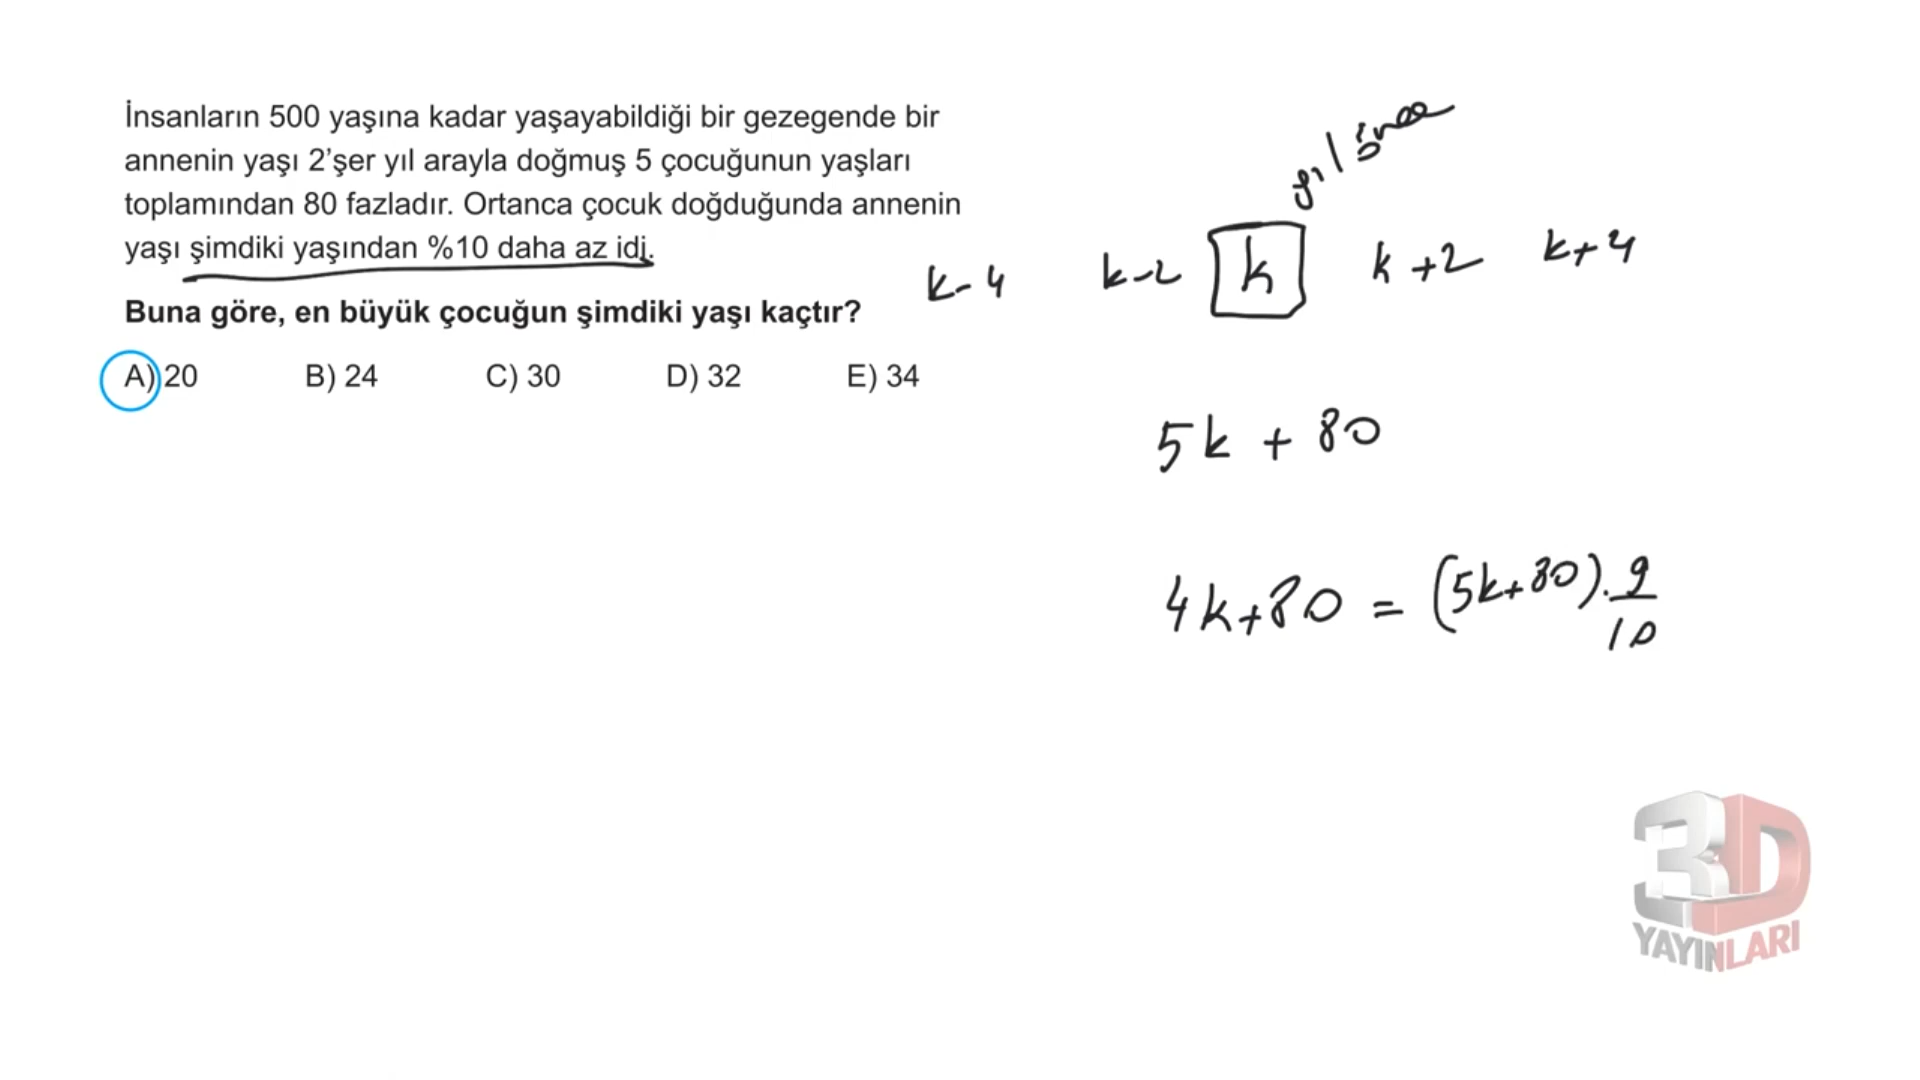 İnsanların 500 yaşına kadar yaşayabildiği bir gezegende bir
annenin yaşı 2’şer yıl arayla doğmuş 5 çocuğunun yaşları
toplamından 80 fazladır. Ortanca çocuk doğduğunda annenin
yaşı şimdiki yaşından %10 daha az idi.
Buna göre, en büyük çocuğun şimdiki yaşı kaçtır?
A) 20 B) 24 C) 30 D) 32 E) 34
yıl önce
k-4 k-2 k k+2 k+4
5k + 80
4k+80 = (5k+80).9/10
3D
YAYINLARI